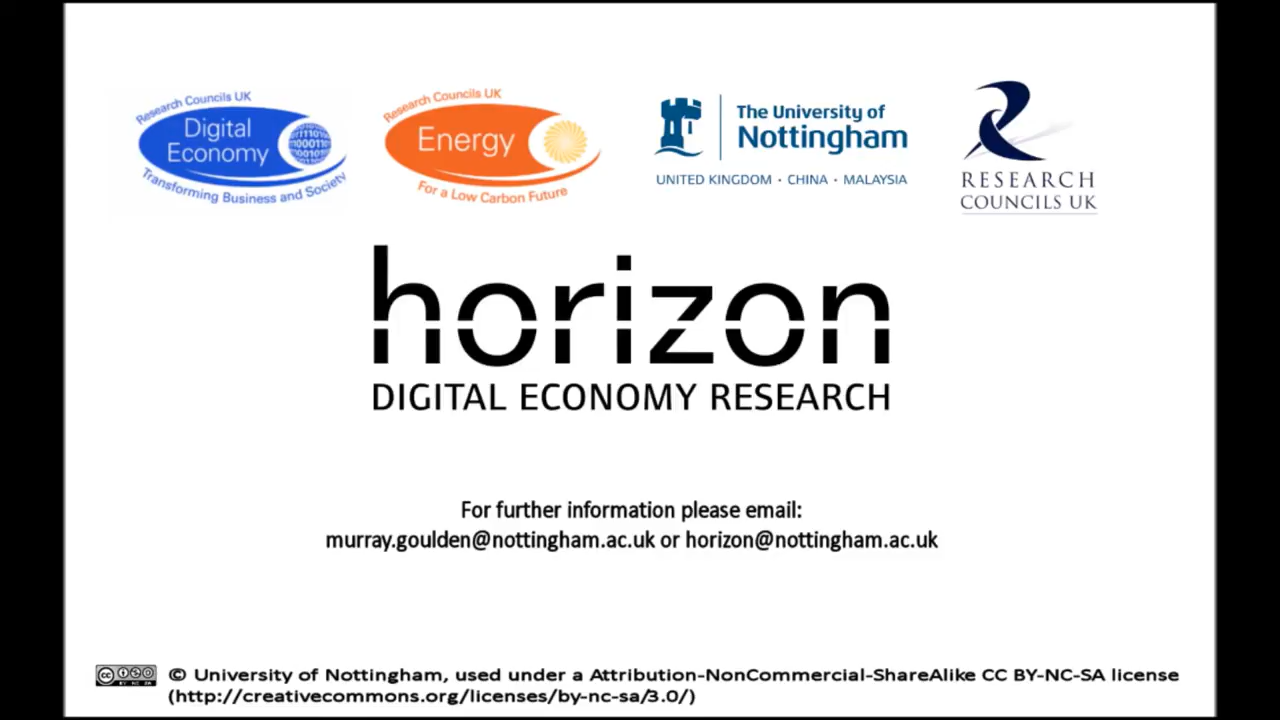 Research Councils UK
Digital
Economy
Transforming Business and Society
Research Councils UK
Energy
For a Low Carbon Future
The University of
Nottingham
UNITED KINGDOM · CHINA · MALAYSIA
RESEARCH
COUNCILS UK
horizon
DIGITAL ECONOMY RESEARCH
For further information please email:
murray.goulden@nottingham.ac.uk or horizon@nottingham.ac.uk
© University of Nottingham, used under a Attribution-NonCommercial-ShareAlike CC BY-NC-SA license
(http://creativecommons.org/licenses/by-nc-sa/3.0/)